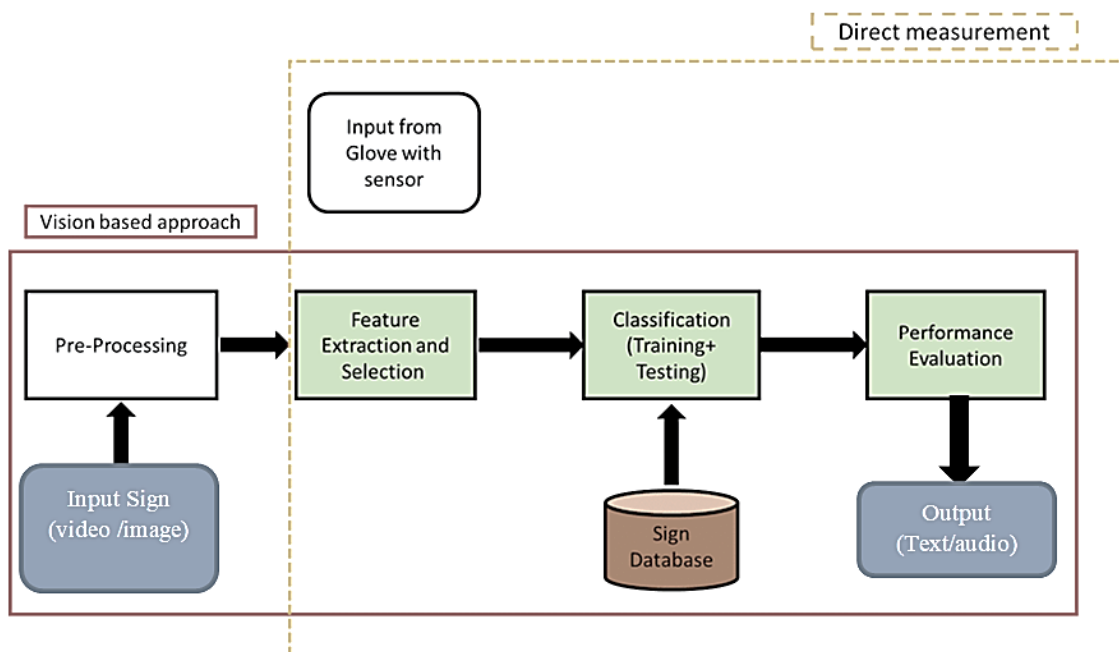 Direct measurement
Input from
Glove with
sensor
Vision based approach
Pre-Processing
Feature
Extraction and
Selection
Classification
(Training+
Testing)
Performance
Evaluation
Input Sign
(video /image)
Sign
Database
Output
(Text/audio)